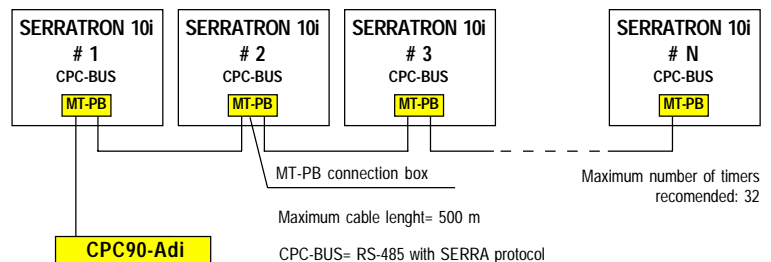 SERRATRON 10i
# 1
CPC-BUS
MT-PB
SERRATRON 10i
# 2
CPC-BUS
MT-PB
SERRATRON 10i
# 3
CPC-BUS
MT-PB
SERRATRON 10i
# N
CPC-BUS
MT-PB
MT-PB connection box
Maximum number of timers
recomended: 32
Maximum cable lenght= 500 m
CPC90-Adi
CPC-BUS= RS-485 with SERRA protocol